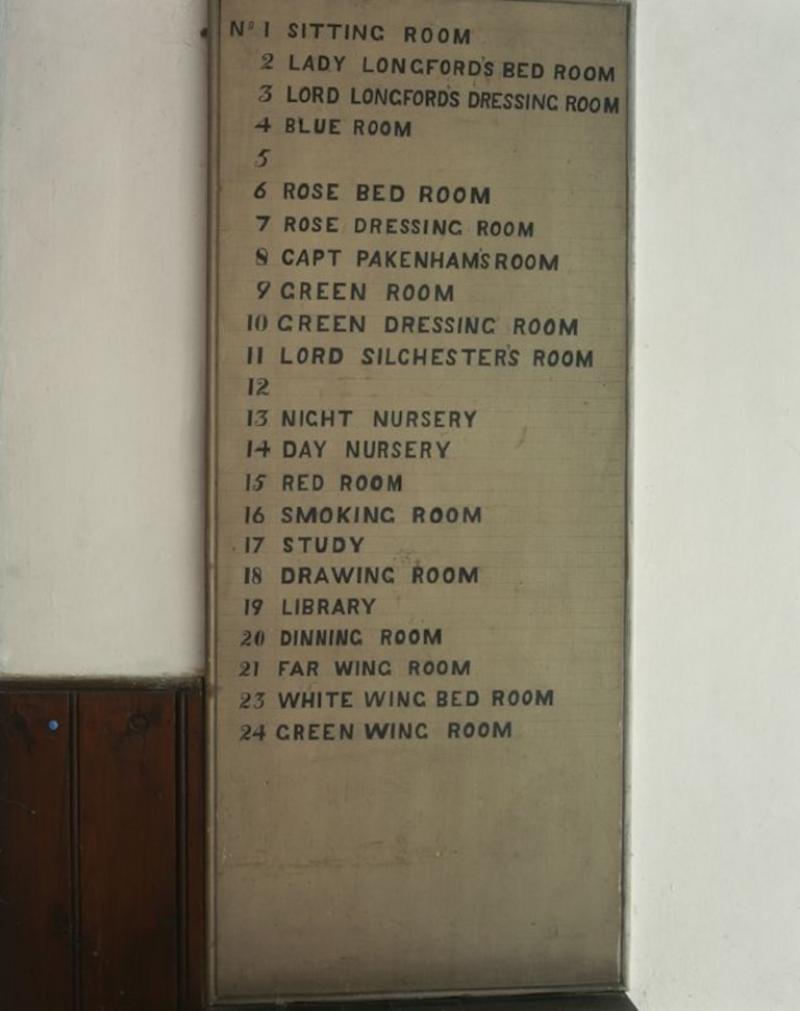 Nº 1 SITTING ROOM
2 LADY LONGFORD'S BED ROOM
3 LORD LONGFORD'S DRESSING ROOM
4 BLUE ROOM
5
6 ROSE BED ROOM
7 ROSE DRESSING ROOM
8 CAPT PAKENHAM'S ROOM
9 GREEN ROOM
10 GREEN DRESSING ROOM
11 LORD SILCHESTER'S ROOM
12
13 NIGHT NURSERY
14 DAY NURSERY
15 RED ROOM
16 SMOKING ROOM
17 STUDY
18 DRAWING ROOM
19 LIBRARY
20 DINNING ROOM
21 FAR WING ROOM
23 WHITE WING BED ROOM
24 GREEN WING ROOM